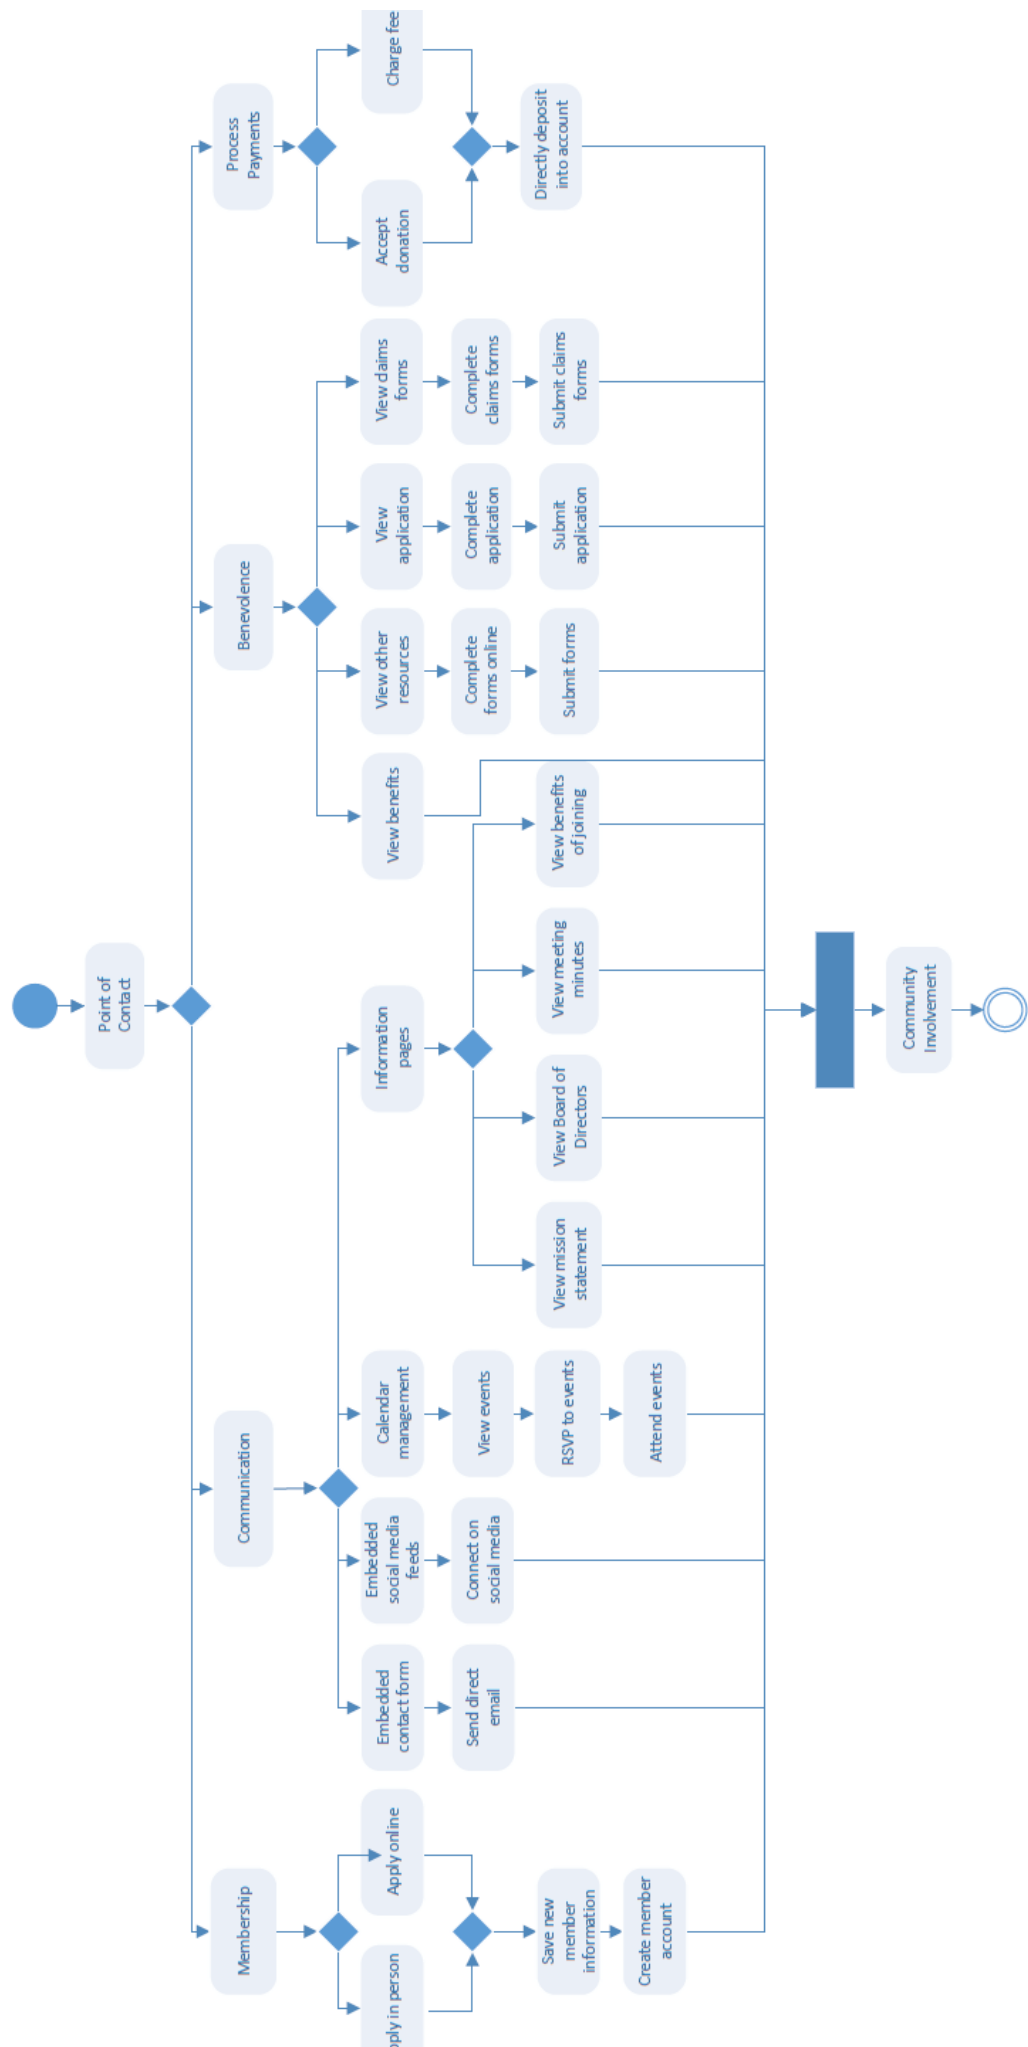 Point of
Contact
Membership
Communication
Benevolence
Process
Payments
pply in person
Apply online
Embedded
contact form
Embedded
social media
feeds
Calendar
management
Information
pages
View benefits
View other
resources
View
application
View claims
forms
Accept
donation
Charge fee
Send direct
email
Connect on
social media
View events
Complete
forms online
Complete
application
Complete
claims forms
Save new
member
information
RSVP to events
View mission
statement
View Board of
Directors
View meeting
minutes
View benefits
of joining
Submit forms
Submit
application
Submit claims
forms
Directly deposit
into account
Create member
account
Attend events
Community
Involvement